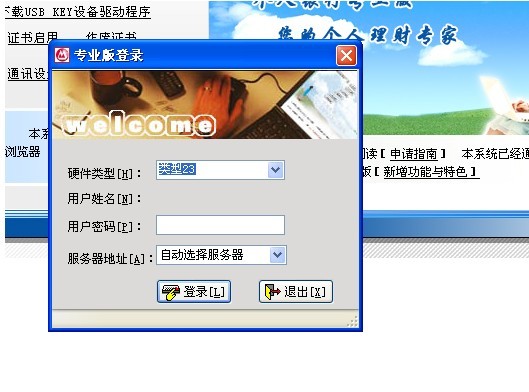 下载USB KEY设备驱动程序
证书启用
您的个人理财专家
专业版登录
通讯设
welcome
本系
浏览器
阅读【申请指南】 本系统已经通
版【新增功能与特色】
硬件类型[H]：
类型23
用户姓名[N]：
用户密码[P]：
服务器地址[A]：
自动选择服务器
登录[L]
退出[X]